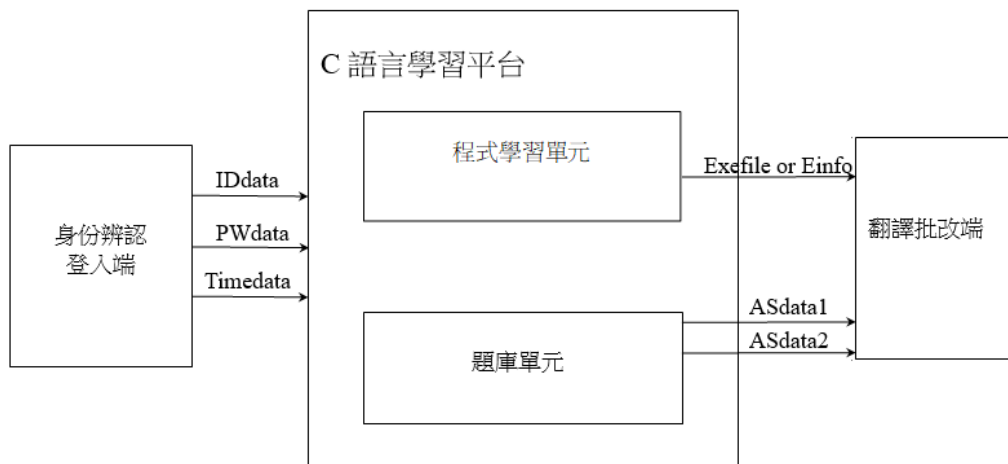 C 語言學習平台
程式學習單元
Exefile or Einfo
IDdata
身份辨認
登入端
PWdata
翻譯批改端
Timedata
ASdata1
ASdata2
題庫單元